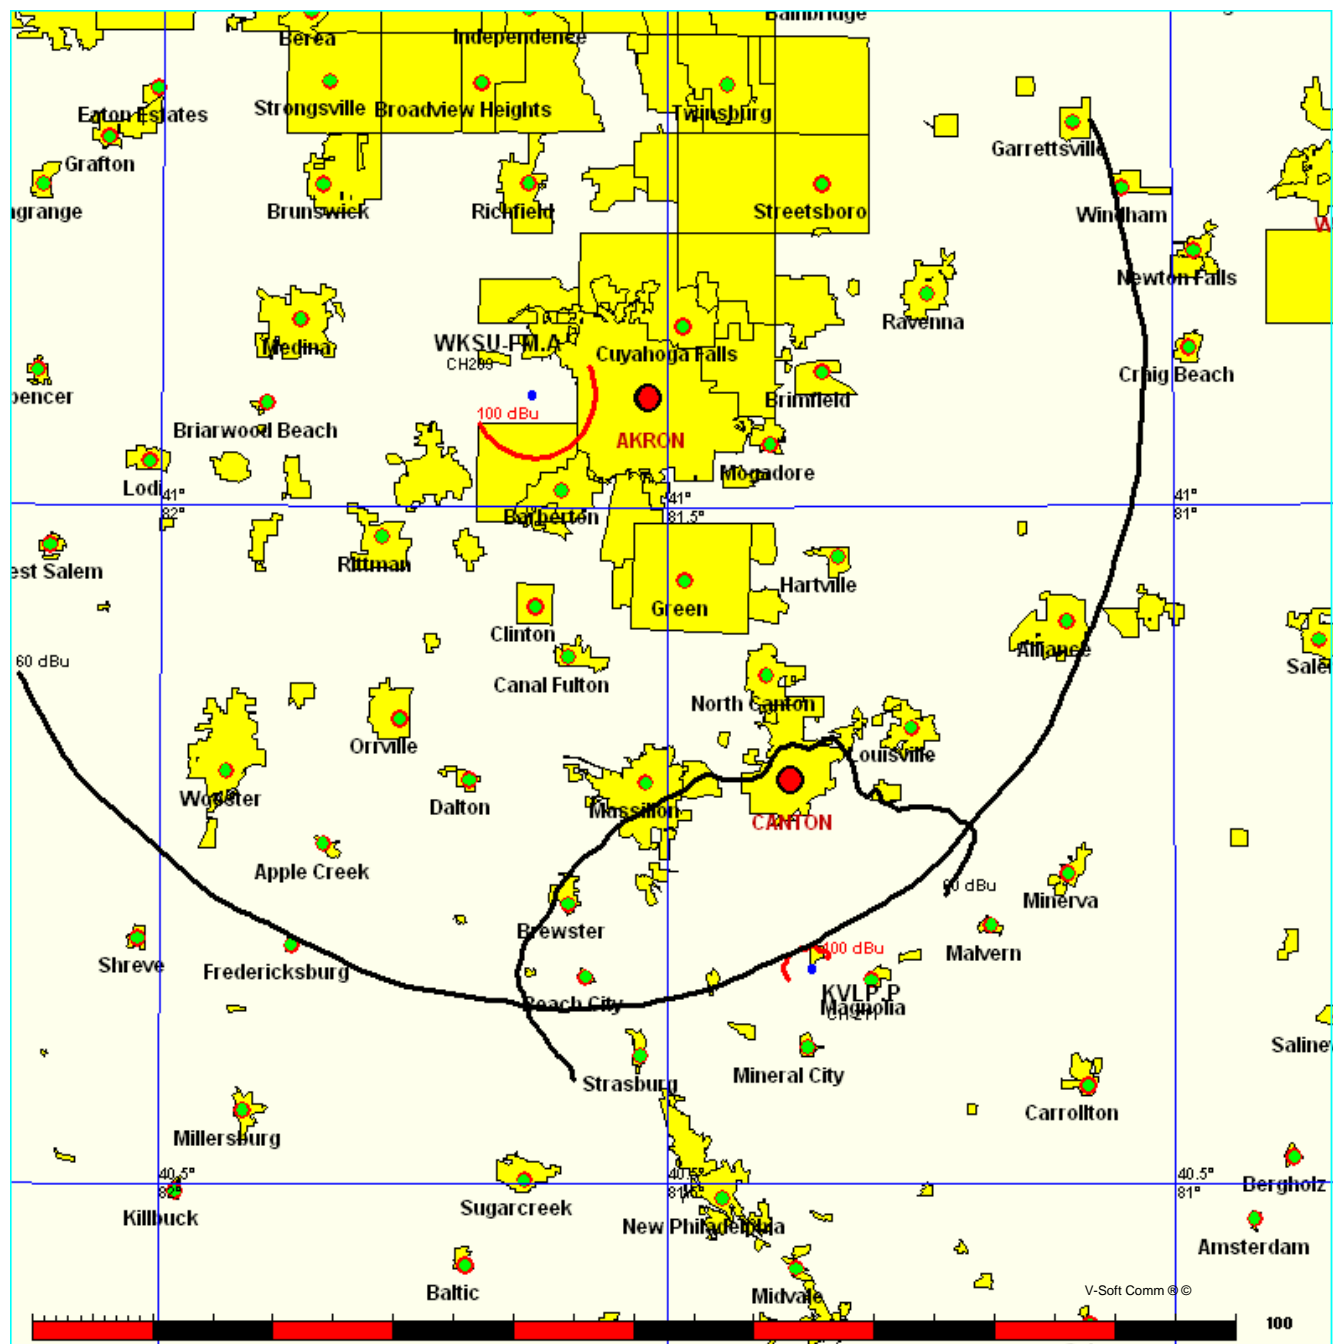 Bainbridge
Berea
Independence
Eaton Estates
Strongsville
Broadview Heights
Twinsburg
Garrettsville
Grafton
grange
Brunswick
Richfield
Streetsboro
Windham
W
Newton Falls
Ravenna
WKSU-FM.A
CH209
Medina
Cuyahoga Falls
Craig Beach
pencer
Brimfield
100 dBu
Briarwood Beach
AKRON
Mogadore
Lodi
41°
82°
41°
81.5°
41°
81°
Barberton
est Salem
Rittman
Hartville
Green
Clinton
Alliance
60 dBu
Canal Fulton
North Canton
Orrville
Louisville
Wooster
Dalton
Massillon
CANTON
Apple Creek
60 dBu
Minerva
Brewster
100 dBu
Malvern
Shreve
Fredericksburg
KVLP.P
Beach City
Magnolia
Saline
Strasburg
Mineral City
Carrollton
Millersburg
40.5°
82°
40.5°
81.5°
40.5°
81°
Bergholz
Killbuck
Sugarcreek
New Philadelphia
Amsterdam
Baltic
Midvale
V-Soft Comm ® ©
100